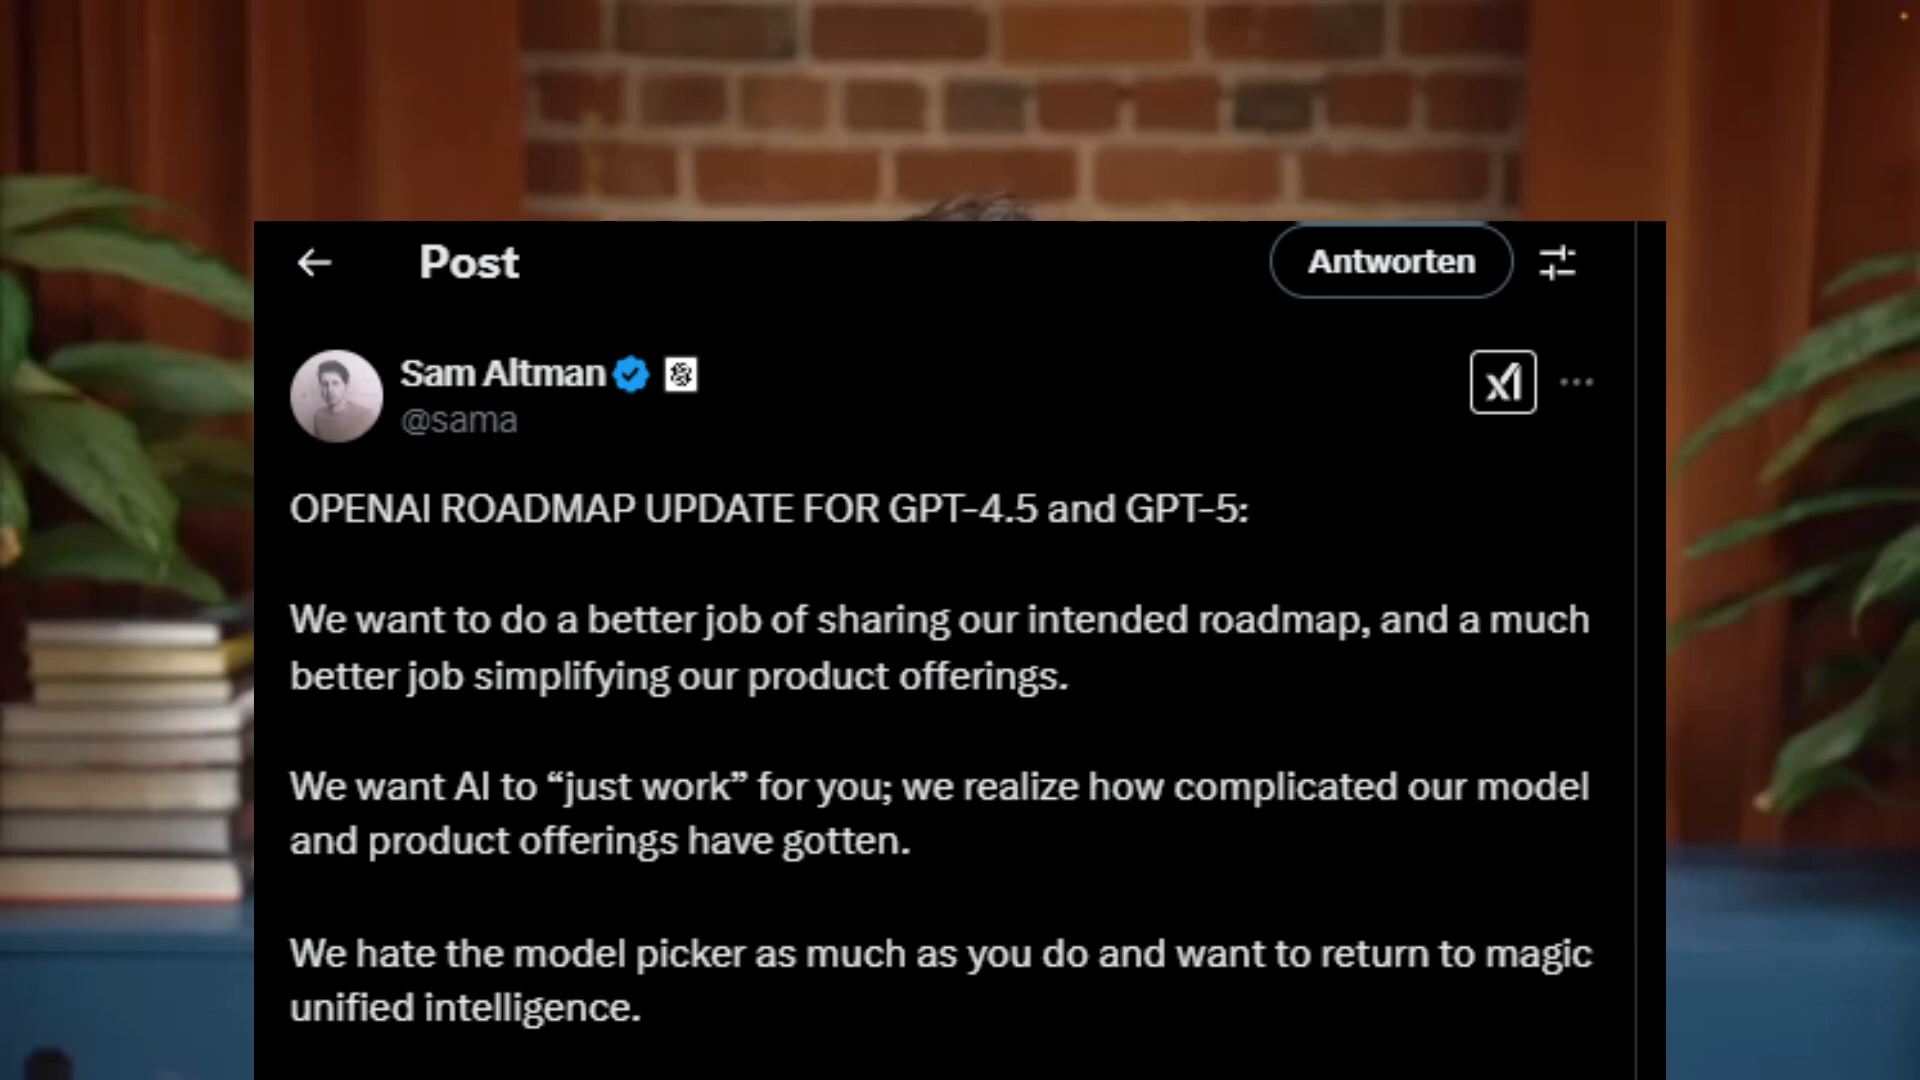 Post
Antworten
Sam Altman
@sama
OPENAI ROADMAP UPDATE FOR GPT-4.5 and GPT-5:
We want to do a better job of sharing our intended roadmap, and a much
better job simplifying our product offerings.
We want AI to “just work” for you; we realize how complicated our model
and product offerings have gotten.
We hate the model picker as much as you do and want to return to magic
unified intelligence.